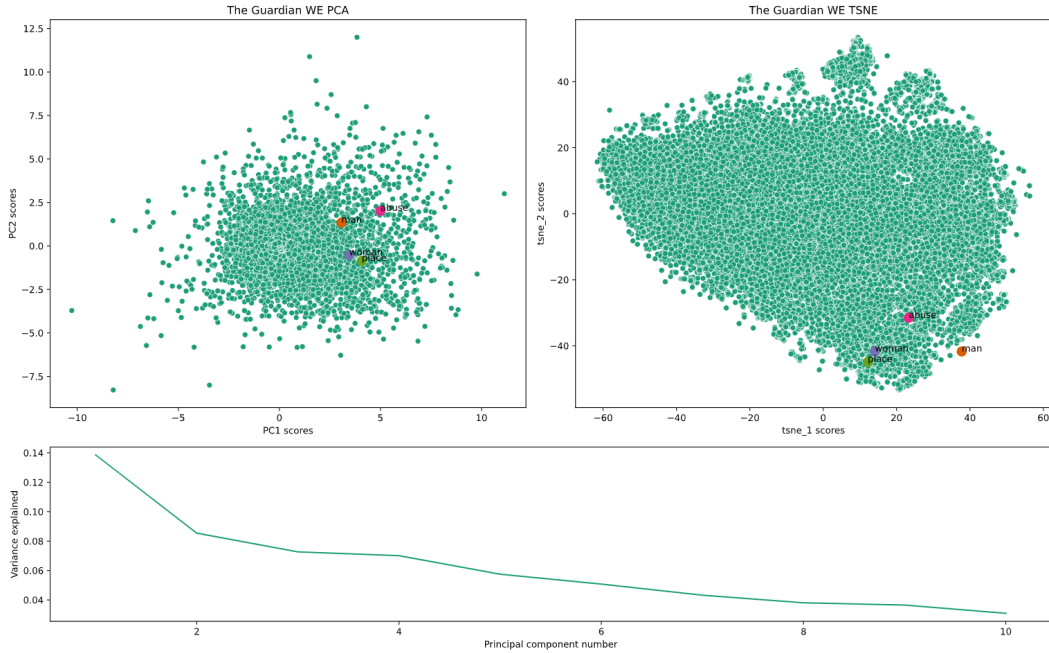 The Guardian WE PCA
12.5
10.0
7.5
5.0
2.5
0.0
−2.5
−5.0
−7.5
PC2 scores
man
abuse
woman
place
−10
−5
0
5
10
PC1 scores
The Guardian WE TSNE
40
20
0
−20
−40
tsne_2 scores
abuse
woman
man
place
−60
−40
−20
0
20
40
60
tsne_1 scores
0.14
0.12
0.10
0.08
0.06
0.04
Variance explained
2
4
6
8
10
Principal component number